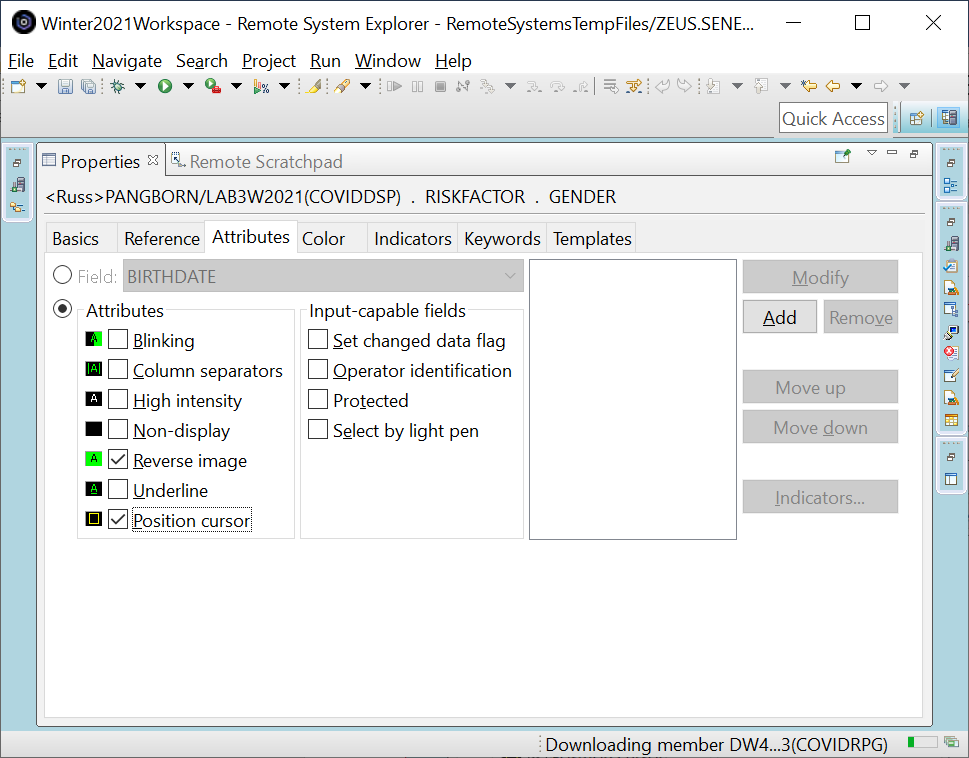 Winter2021Workspace - Remote System Explorer - RemoteSystemsTempFiles/ZEUS.SENE...
File Edit Navigate Search Project Run Window Help
Quick Access
Properties Remote Scratchpad
<Russ>PANGBORN/LAB3W2021(COVIDDSP) . RISKFACTOR . GENDER
Basics Reference Attributes Color Indicators Keywords Templates
Field: BIRTHDATE Modify
Attributes Input-capable fields Add Remove
Blinking Set changed data flag
Column separators Operator identification
High intensity Protected Move up
Non-display Select by light pen Move down
Reverse image
Underline Indicators...
Position cursor
Downloading member DW4...3(COVIDRPG)